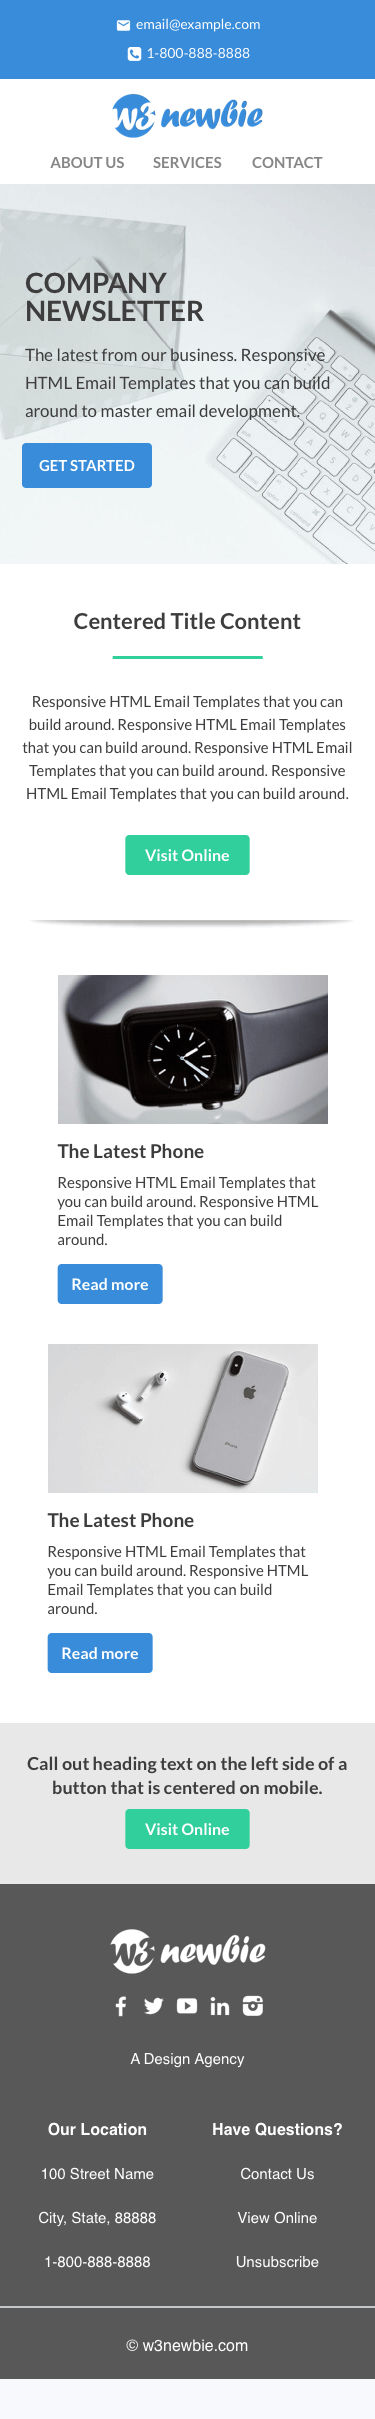 email@example.com
1-800-888-8888
W3 newbie
ABOUT US SERVICES CONTACT
COMPANY
NEWSLETTER
The latest from our business. Responsive
HTML Email Templates that you can build
around to master email development.
GET STARTED
Centered Title Content
Responsive HTML Email Templates that you can
build around. Responsive HTML Email Templates
that you can build around. Responsive HTML Email
Templates that you can build around. Responsive
HTML Email Templates that you can build around.
Visit Online
The Latest Phone
Responsive HTML Email Templates that
you can build around. Responsive HTML
Email Templates that you can build
around.
Read more
iPhone
The Latest Phone
Responsive HTML Email Templates that
you can build around. Responsive HTML
Email Templates that you can build
around.
Read more
Call out heading text on the left side of a
button that is centered on mobile.
Visit Online
W3 newbie
A Design Agency
Our Location Have Questions?
100 Street Name Contact Us
City, State, 88888 View Online
1-800-888-8888 Unsubscribe
© w3newbie.com